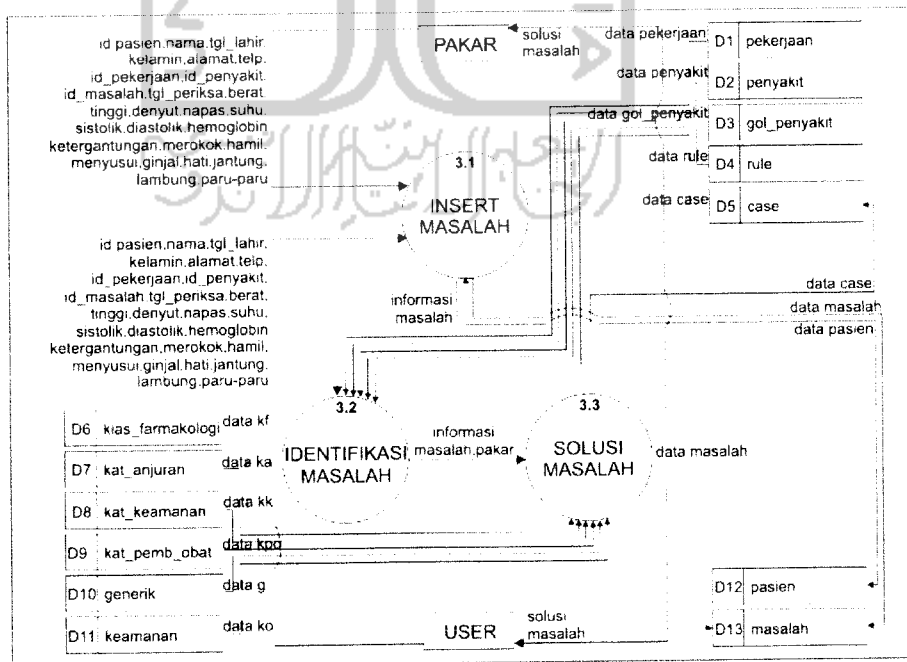 id pasien,nama,tgl_lahir,
kelamin,alamat,telp,
id_pekerjaan,id_penyakit,
id_masalah,tgl_periksa,berat
tinggi,denyut,napas,suhu,
sistolik,diastolik,hemoglobin
ketergantungan,merokok,hamil,
menyusui,ginjal,hati,jantung,
lambung,paru-paru
PAKAR
solusi
masalah
data pekerjaan
D1 pekerjaan
data penyakit
D2 penyakit
data gol_penyakit
D3 gol_penyakit
data rule
D4 rule
data case
D5 case
3.1
INSERT
MASALAH
id pasien,nama,tgl_lahir,
kelamin,alamat,telp,
id_pekerjaan,id_penyakit,
id_masalah,tgl_periksa,berat,
tinggi,denyut,napas,suhu,
sistolik,diastolik,hemoglobin
ketergantungan,merokok,hamil,
menyusui,ginjal,hati,jantung,
lambung,paru-paru
informasi
masalah
data case
data masalah
data pasien
3.2
IDENTIFIKASI
MASALAH
informasi
masalah,pakar
3.3
SOLUSI
MASALAH
data masalah
D6 klas_farmakologi
data kf
D7 kat_anjuran
data ka
D8 kat_keamanan
data kk
D9 kat_pemb_obat
data kpo
D10 generik
data g
D11 keamanan
data ko
USER
solusi
masalah
D12 pasien
D13 masalah